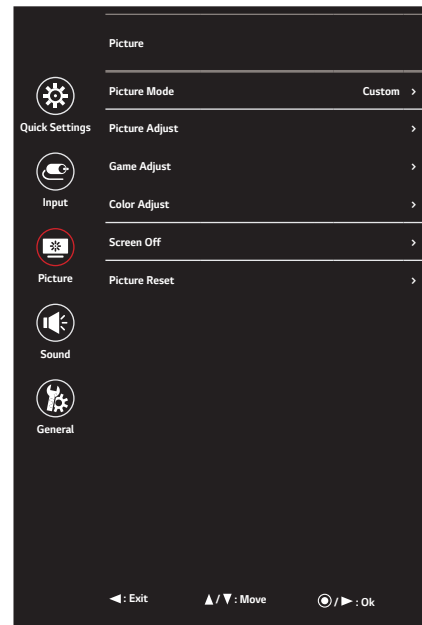 Picture
Picture Mode Custom >
Picture Adjust >
Game Adjust >
Color Adjust >
Screen Off >
Picture Reset >
Quick Settings
Input
Picture
Sound
General
◄ : Exit ▲ / ▼ : Move ◉ / ► : Ok